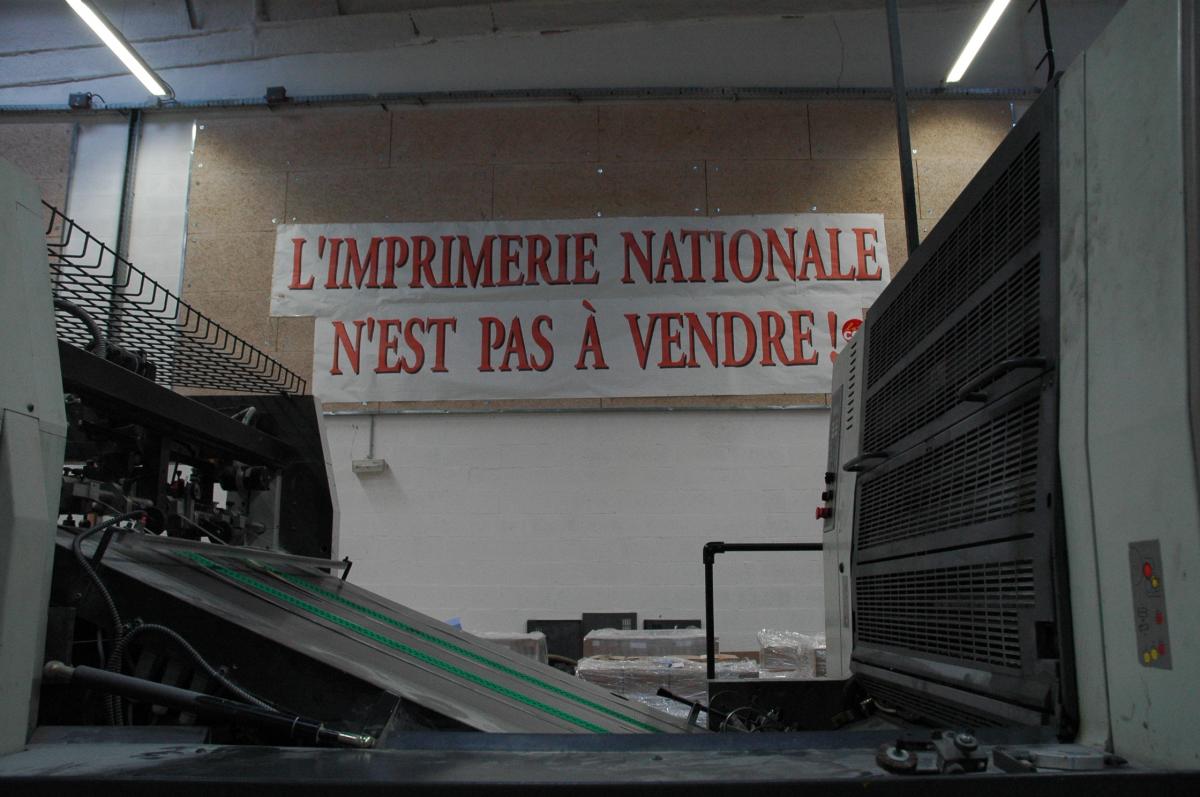 L'IMPRIMERIE NATIONALE
N'EST PAS À VENDRE !